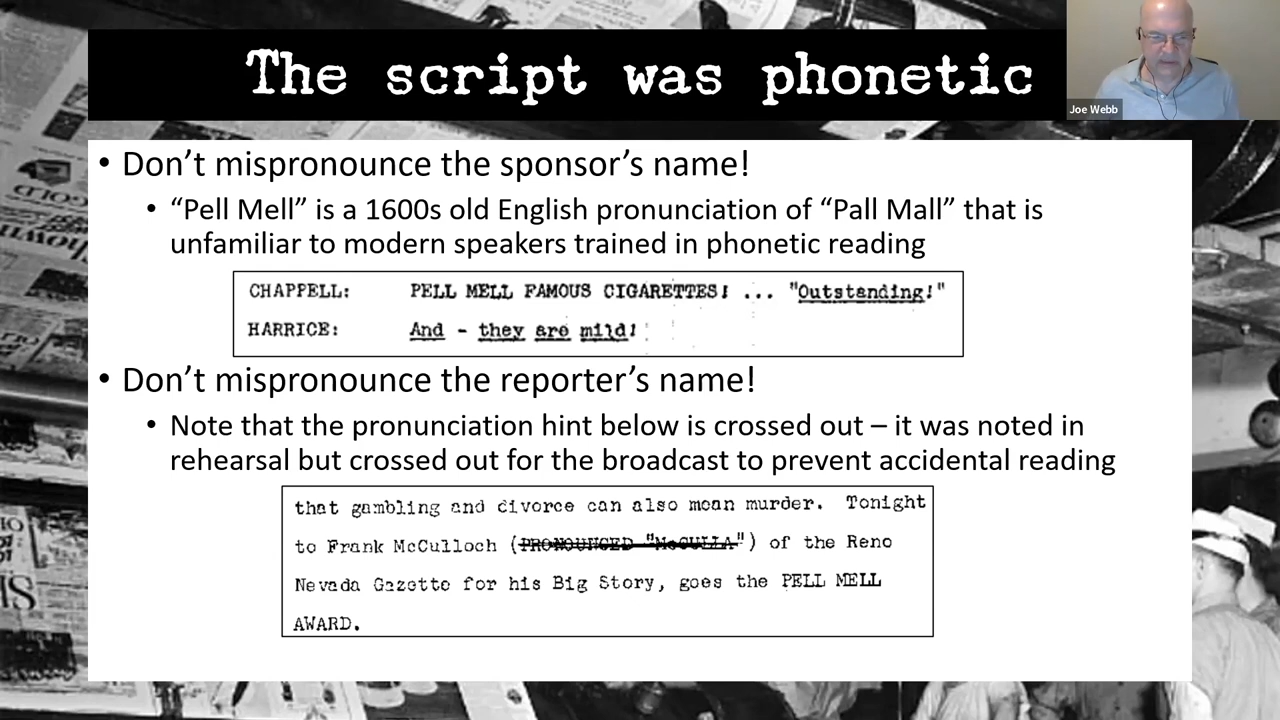 The script was phonetic
Joe Webb
• Don’t mispronounce the sponsor’s name!
• “Pell Mell” is a 1600s old English pronunciation of “Pall Mall” that is
unfamiliar to modern speakers trained in phonetic reading
CHAPPELL: PELL MELL FAMOUS CIGARETTES! ... "Outstanding!"
HARRICE: And - they are mild!
• Don’t mispronounce the reporter’s name!
• Note that the pronunciation hint below is crossed out – it was noted in
rehearsal but crossed out for the broadcast to prevent accidental reading
that gambling and divorce can also mean murder. Tonight
to Frank McCulloch (PRONOUNCED "McCULLA") of the Reno
Nevada Gazette for his Big Story, goes the PELL MELL
AWARD.